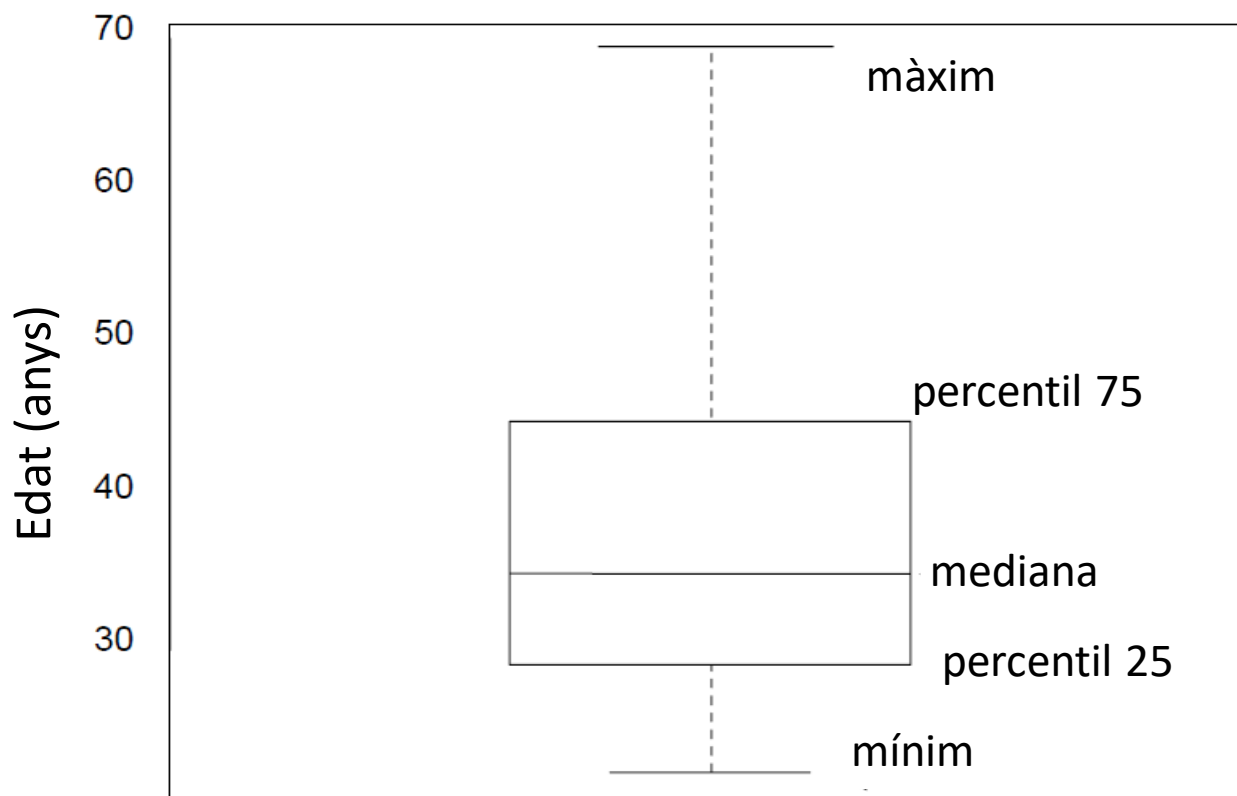 70
màxim
60
50
Edat (anys)
percentil 75
40
mediana
30
percentil 25
mínim